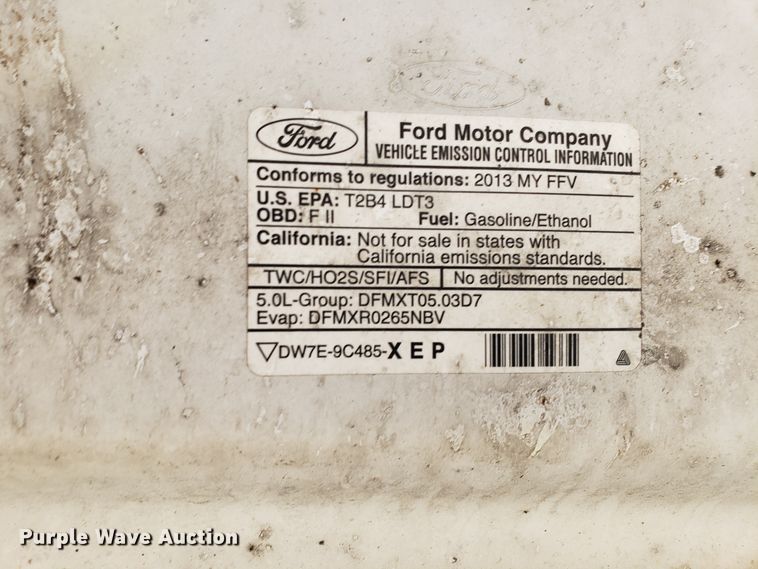 Ford
Ford
Ford Motor Company
VEHICLE EMISSION CONTROL INFORMATION
Conforms to regulations: 2013 MY FFV
U.S. EPA: T2B4 LDT3
OBD: F II Fuel: Gasoline/Ethanol
California: Not for sale in states with
California emissions standards.
TWC/HO2S/SFI/AFS No adjustments needed.
5.0L-Group: DFMXT05.03D7
Evap: DFMXR0265NBV
▽DW7E-9C485-X E P
Purple Wave Auction